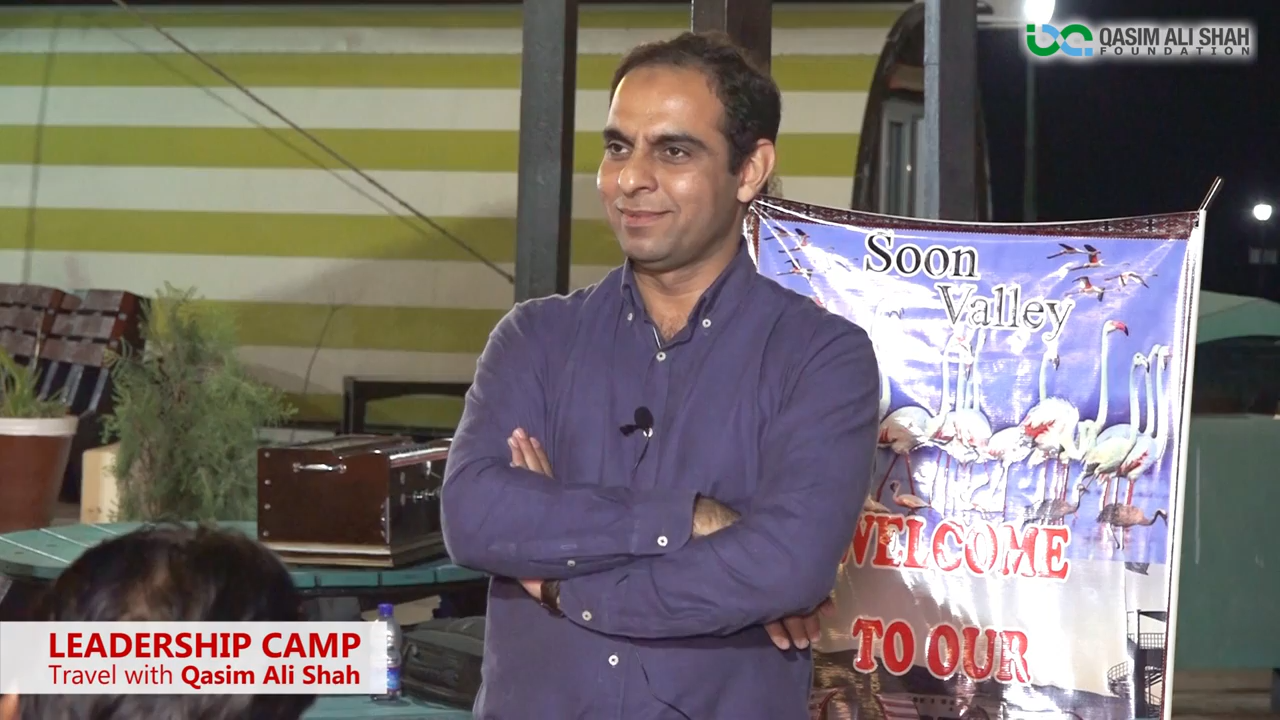 QASIM ALI SHAH
FOUNDATION
Soon
Valley
WELCOME
TO OUR
LEADERSHIP CAMP
Travel with Qasim Ali Shah